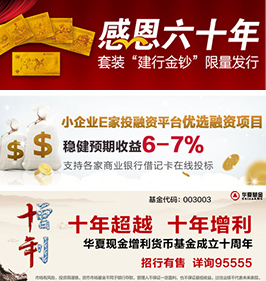 感恩六十年
套装“建行金钞”限量发行
小企业E家投融资平台优选融资项目
稳健预期收益6-7%
支持各家商业银行借记卡在线投标
基金代码：003003
华夏基金
增利
十年超越 十年增利
华夏现金增利货币基金成立十周年
招行有售 详询95555